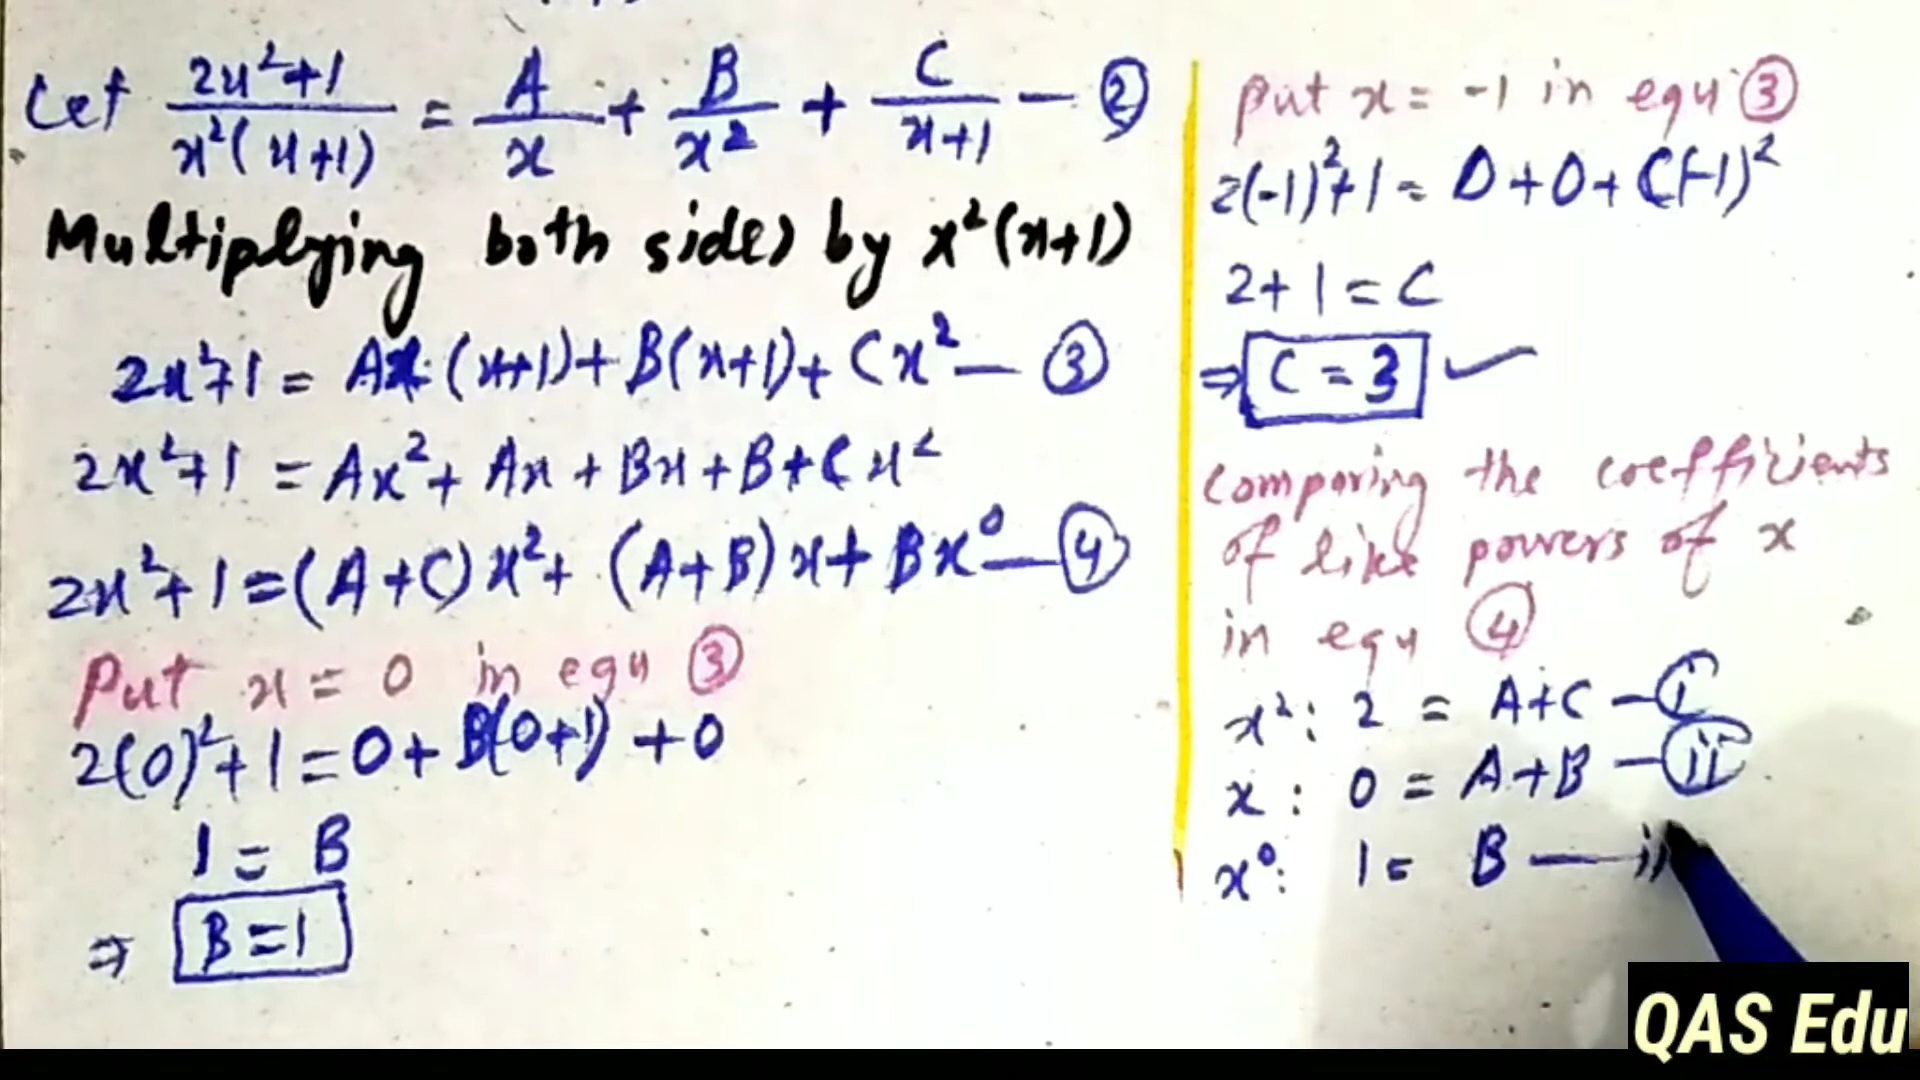 Let 2x²+1 / x²(x+1) = A/x + B/x² + C/x+1 — ②
Multiplying both sides by x²(x+1)
2x²+1 = Ax(x+1)+B(x+1)+Cx² — ③
2x²+1 = Ax²+Ax+Bx+B+Cx²
2x²+1=(A+C)x²+(A+B)x+Bx⁰ — ④
Put x = 0 in equ ③
2(0)²+1=0+B(0+1)+0
1 = B
⇒ B=1
put x = -1 in equ ③
2(-1)²+1 = 0+0+C(-1)²
2+1=C
⇒ C=3 ✓
comparing the coefficients
of like powers of x
in equ ④
x²: 2 = A+C — i
x : 0 = A+B — ii
x⁰: 1 = B —
QAS Edu